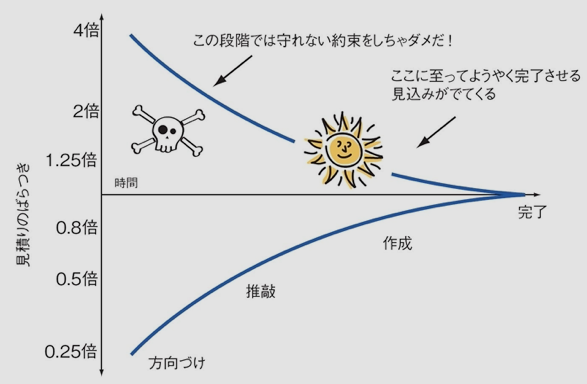 4倍
この段階では守れない約束をしちゃダメだ！
ここに至ってようやく完了させる
見込みがでてくる
2倍
1.25倍
見積りのばらつき
時間
完了
0.8倍
作成
0.5倍
推敲
0.25倍
方向づけ